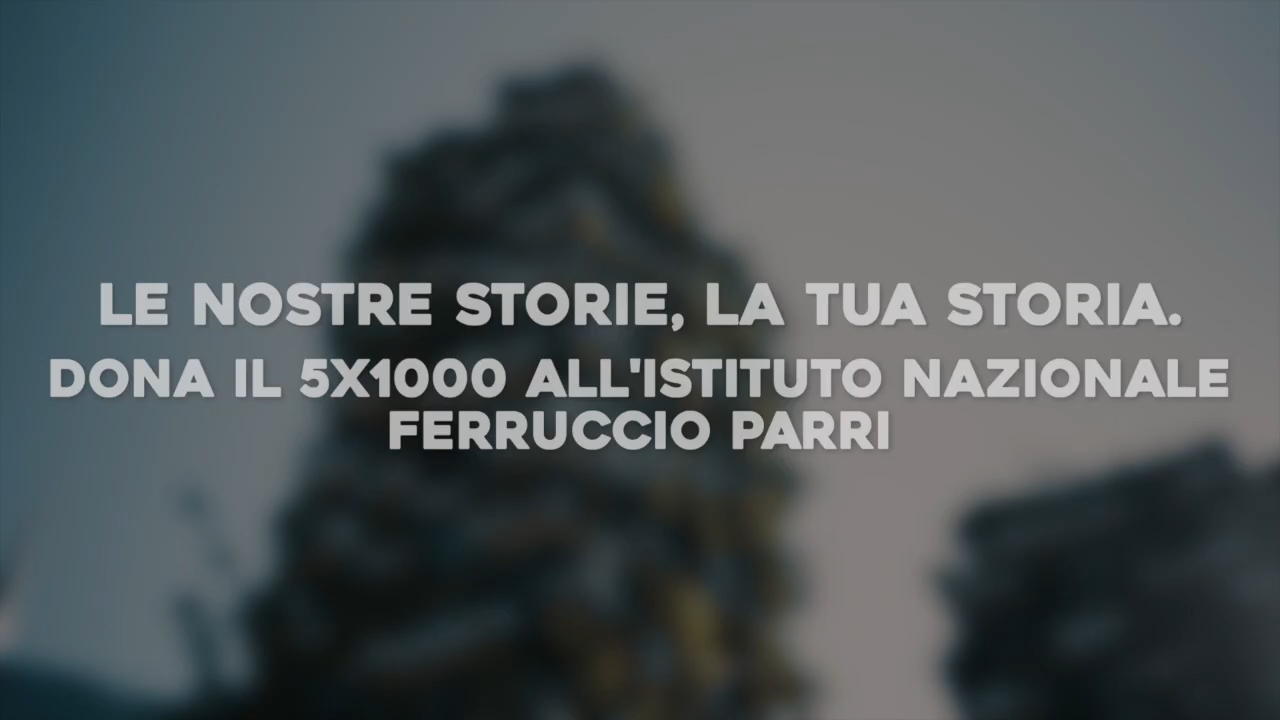 LE NOSTRE STORIE, LA TUA STORIA.
DONA IL 5X1000 ALL'ISTITUTO NAZIONALE
FERRUCCIO PARRI